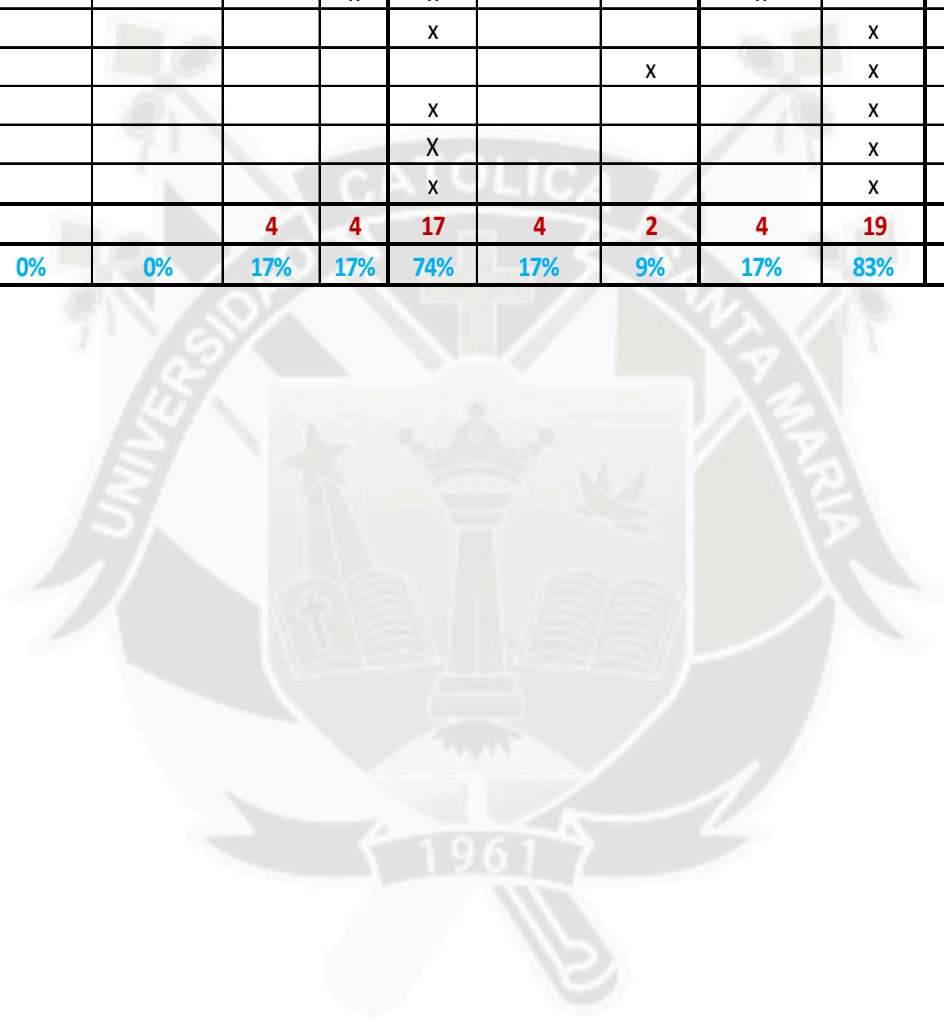 x x
x x
x x
X x
x x
4 4 17 4 2 4 19
0% 0% 17% 17% 74% 17% 9% 17% 83%
UNIVERSIDAD CATOLICA SANTA MARIA
1961